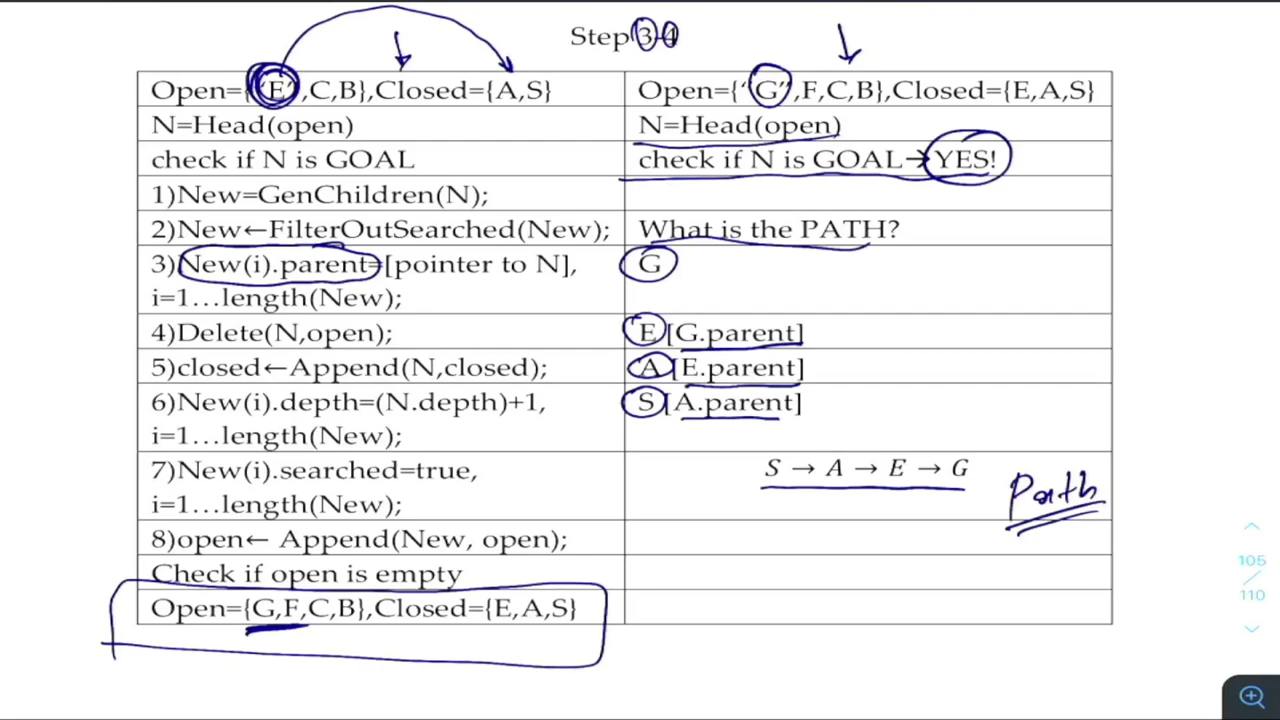 Step 3-4
Open={"E",C,B},Closed={A,S}
N=Head(open)
check if N is GOAL
1)New=GenChildren(N);
2)New←FilterOutSearched(New);
3)New(i).parent=[pointer to N],
i=1…length(New);
4)Delete(N,open);
5)closed←Append(N,closed);
6)New(i).depth=(N.depth)+1,
i=1…length(New);
7)New(i).searched=true,
i=1…length(New);
8)open← Append(New, open);
Check if open is empty
Open={G,F,C,B},Closed={E,A,S}
Open={"G",F,C,B},Closed={E,A,S}
N=Head(open)
check if N is GOAL→YES!
What is the PATH?
G
E [G.parent]
A [E.parent]
S [A.parent]
S → A → E → G
Path
105
110